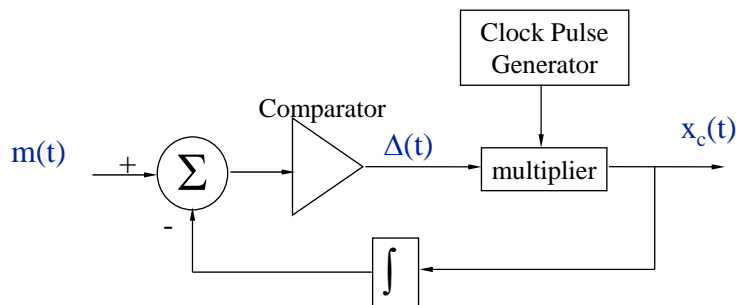 Clock Pulse
Generator
Comparator
m(t)
+
Σ
Δ(t)
multiplier
x_c(t)
-
∫